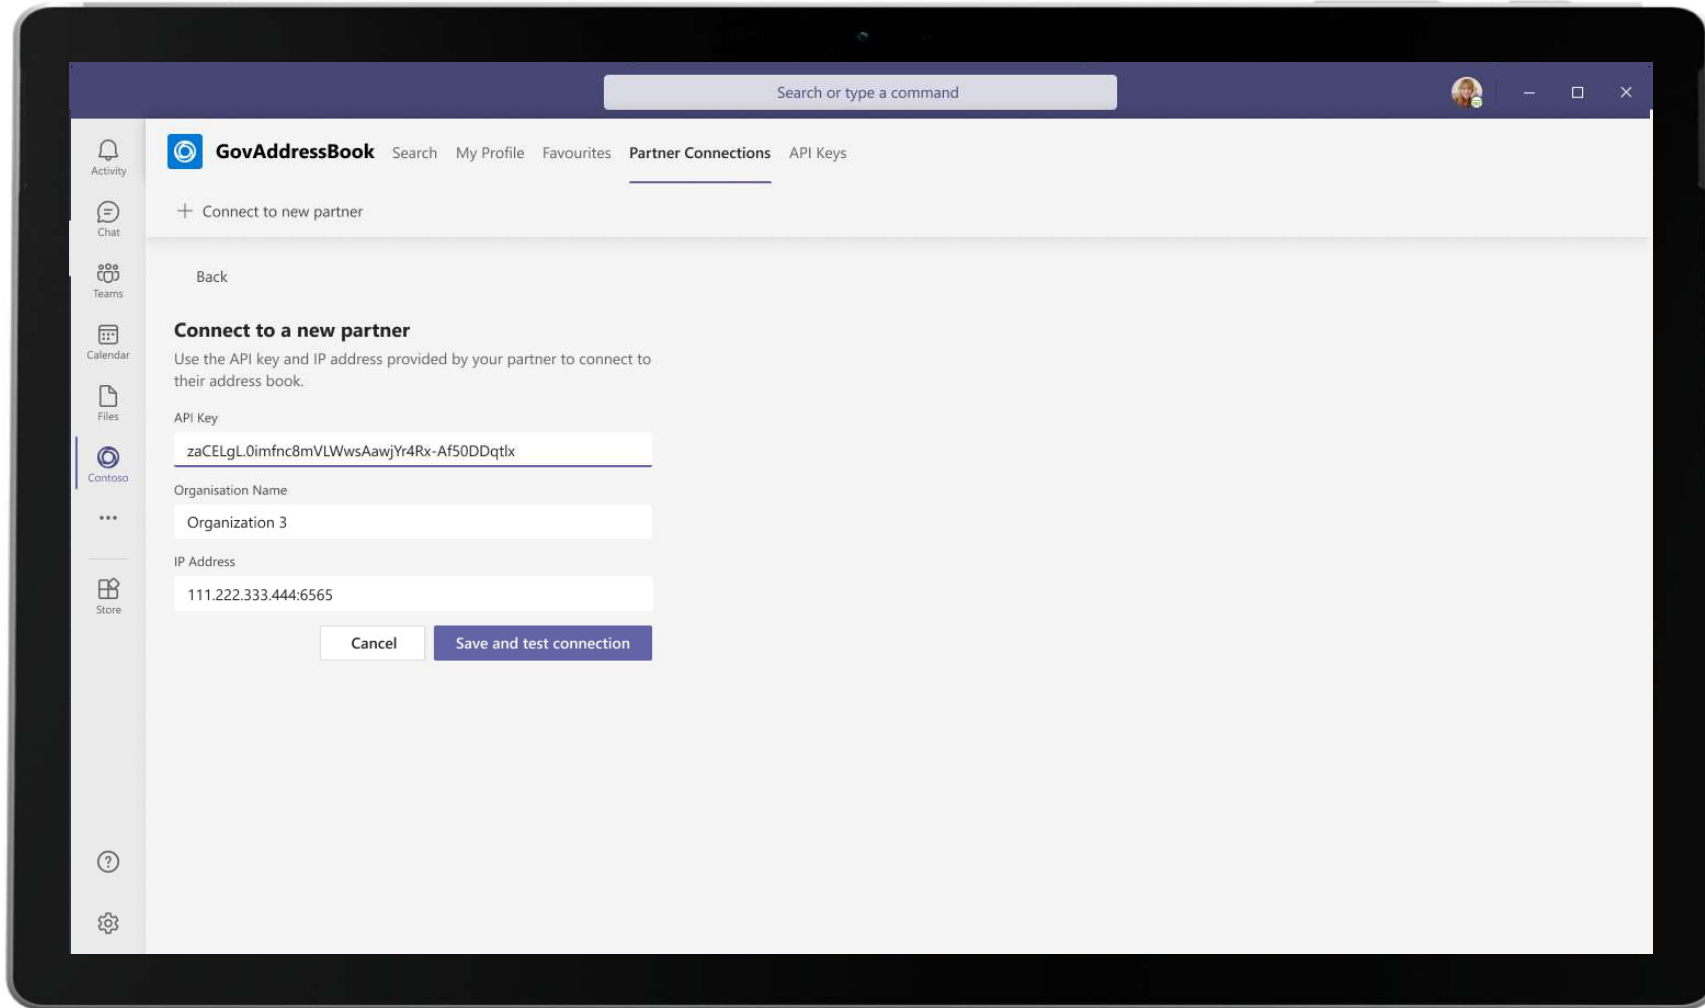 Search or type a command
Activity
Chat
Teams
Calendar
Files
Contoso
Store
GovAddressBook Search My Profile Favourites Partner Connections API Keys
Connect to new partner
Back
Connect to a new partner
Use the API key and IP address provided by your partner to connect to
their address book.
API Key
zaCELgL.0imfnc8mVLWwsAawjYr4Rx-Af50DDqtlx
Organisation Name
Organization 3
IP Address
111.222.333.444:6565
Cancel Save and test connection